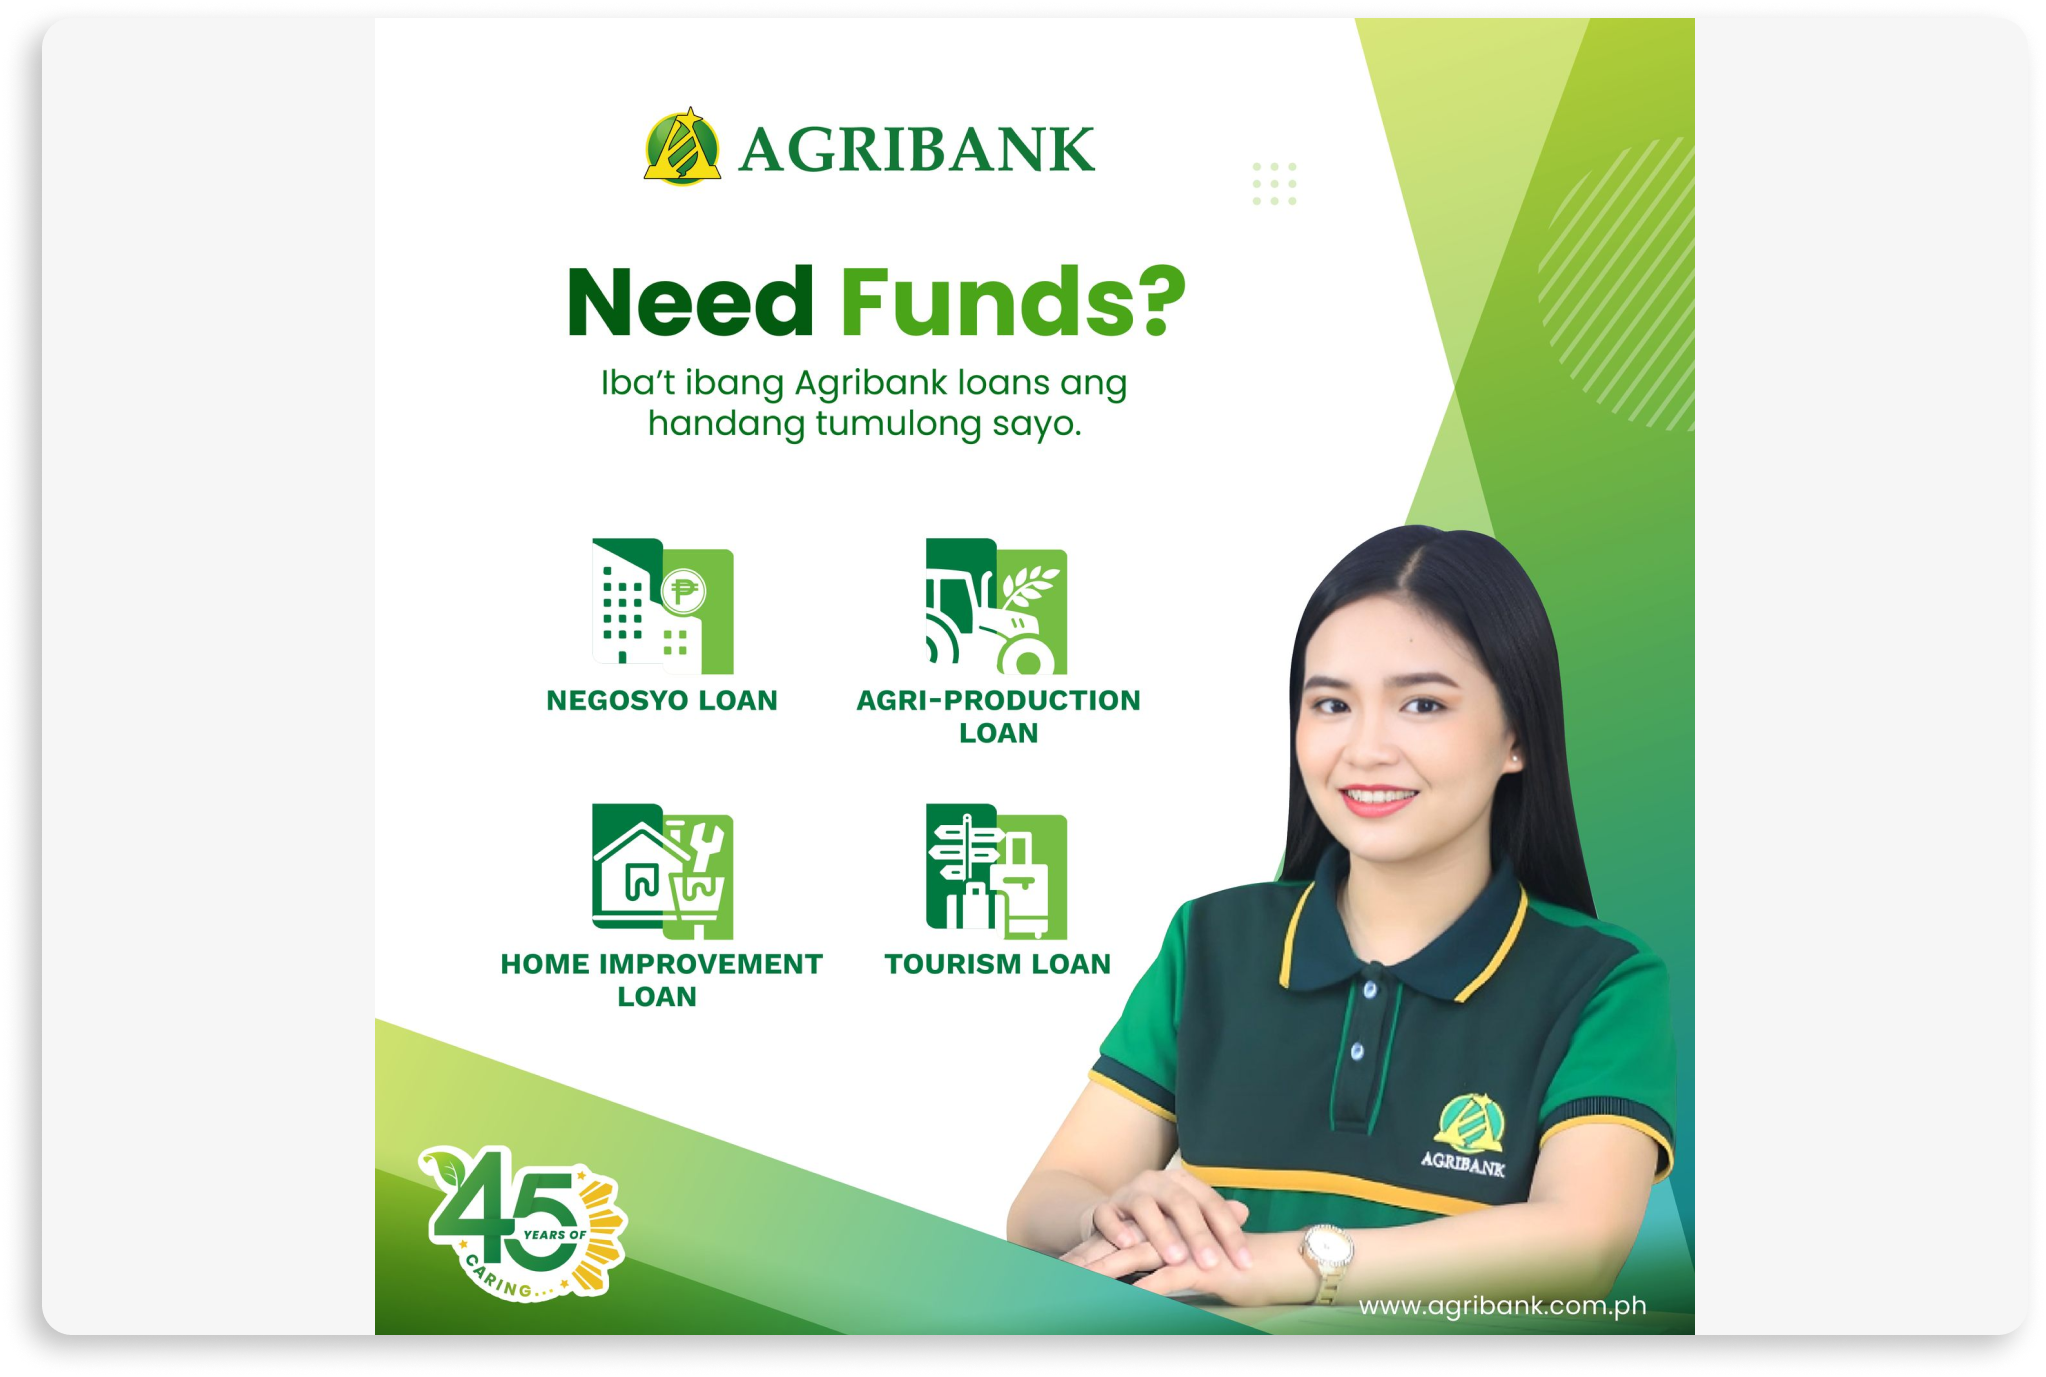 AGRIBANK
Need Funds?
Iba't ibang Agribank loans ang
handang tumulong sayo.
₱
NEGOSYO LOAN
AGRI-PRODUCTION
LOAN
HOME IMPROVEMENT
LOAN
TOURISM LOAN
AGRIBANK
45
YEARS OF
CARING...
www.agribank.com.ph